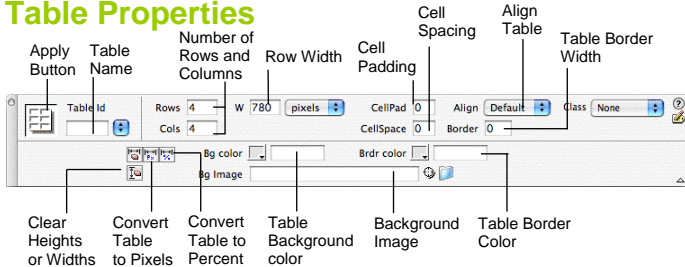 Table Properties
Apply
Button
Table
Name
Number of
Rows and
Columns
Row Width
Cell
Padding
Cell
Spacing
Align
Table
Table Border
Width
Table Id
Rows 4
W 780 pixels
CellPad 0
Align Default
Class None
?
Cols 4
CellSpace 0
Border 0
Px
%
Bg color
Brdr color
Bg Image
Clear
Heights
or Widths
Convert
Table
to Pixels
Convert
Table to
Percent
Table
Background
color
Background
Image
Table Border
Color